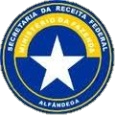 SECRETARIA DA RECEITA FEDERAL
MINISTÉRIO DA FAZENDA
ALFÂNDEGA